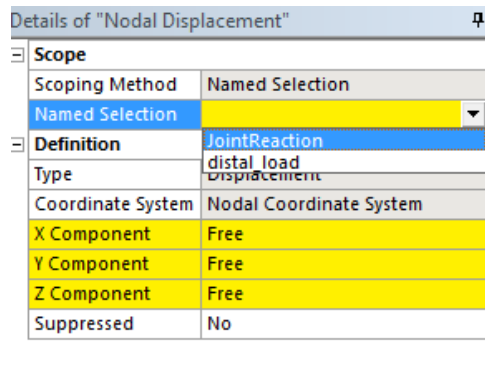 Details of "Nodal Displacement"
Scope
Scoping Method Named Selection
Named Selection
JointReaction
Definition
distal_load
Type Displacement
Coordinate System Nodal Coordinate System
X Component Free
Y Component Free
Z Component Free
Suppressed No